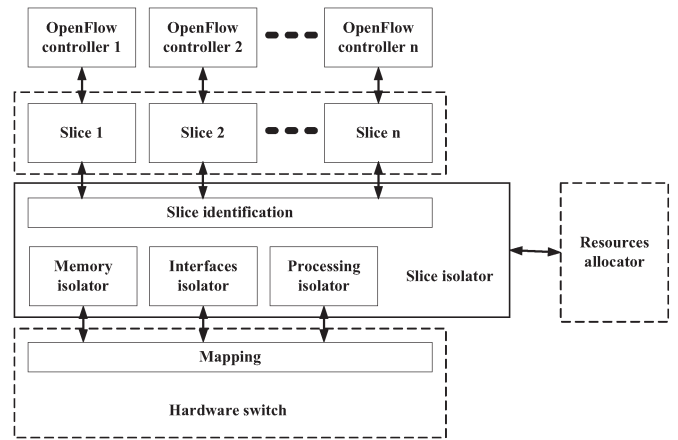 OpenFlow
controller 1
OpenFlow
controller 2
OpenFlow
controller n
Slice 1
Slice 2
Slice n
Slice identification
Memory
isolator
Interfaces
isolator
Processing
isolator
Slice isolator
Resources
allocator
Mapping
Hardware switch